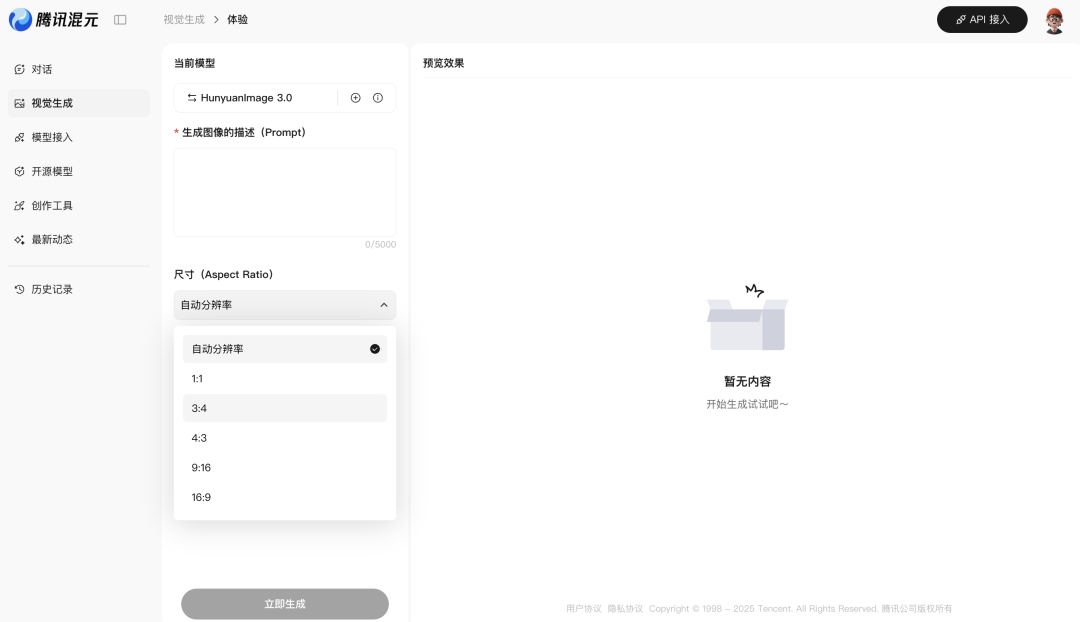 腾讯混元
视觉生成 > 体验
API 接入
对话
视觉生成
模型接入
开源模型
创作工具
最新动态
历史记录
当前模型
HunyuanImage 3.0
* 生成图像的描述（Prompt）
0/5000
尺寸（Aspect Ratio）
自动分辨率
自动分辨率
1:1
3:4
4:3
9:16
16:9
立即生成
预览效果
暂无内容
开始生成试试吧～
用户协议 隐私协议 Copyright © 1998 – 2025 Tencent. All Rights Reserved. 腾讯公司版权所有